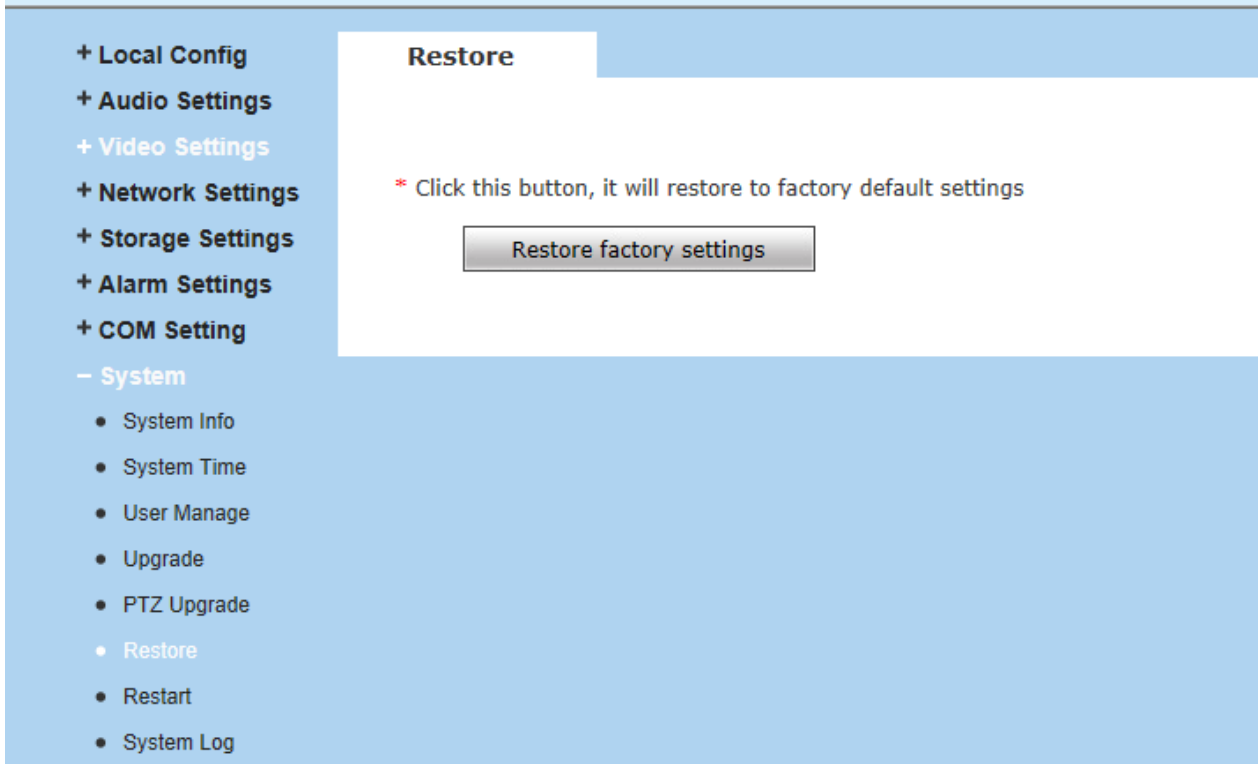 + Local Config
+ Audio Settings
+ Video Settings
+ Network Settings
+ Storage Settings
+ Alarm Settings
+ COM Setting
– System
• System Info
• System Time
• User Manage
• Upgrade
• PTZ Upgrade
• Restore
• Restart
• System Log
Restore
* Click this button, it will restore to factory default settings
Restore factory settings